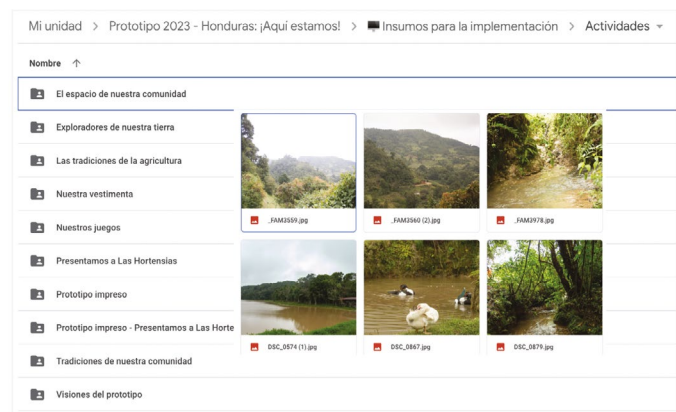 Mi unidad > Prototipo 2023 - Honduras: ¡Aquí estamos! > Insumos para la implementación > Actividades
Nombre ↑
El espacio de nuestra comunidad
Exploradores de nuestra tierra
Las tradiciones de la agricultura
_FAM3559.jpg
_FAM3560 (2).jpg
_FAM3978.jpg
Nuestra vestimenta
Nuestros juegos
Presentamos a Las Hortensias
Prototipo impreso
Prototipo impreso - Presentamos a Las Horte
DSC_0574 (1).jpg
DSC_0867.jpg
DSC_0879.jpg
Tradiciones de nuestra comunidad
Visiones del prototipo